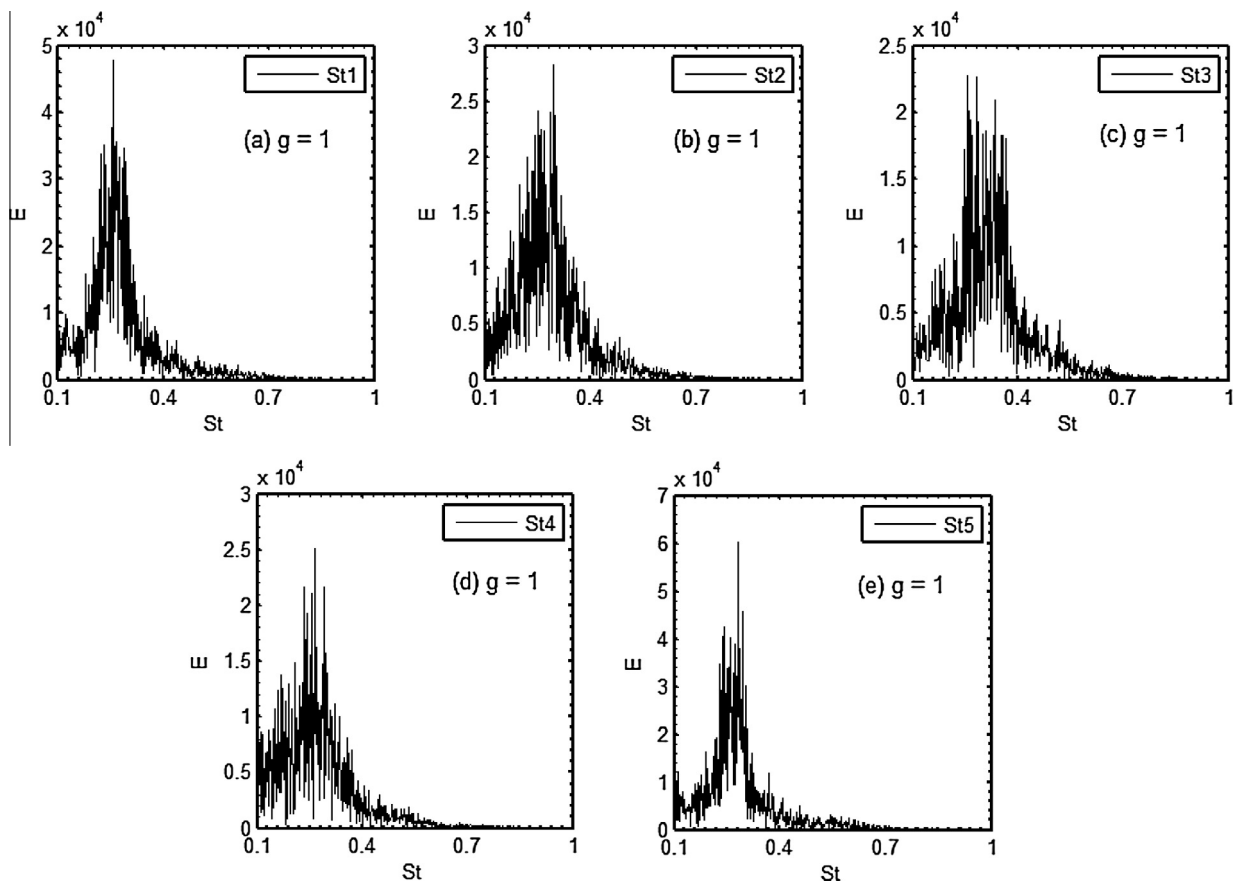 x 10^4
5
4
3
2
1
0
E
St1
(a) g = 1
0.1 0.4 0.7 1
St
x 10^4
3
2.5
2
1.5
1
0.5
0
E
St2
(b) g = 1
0.1 0.4 0.7 1
St
x 10^4
2.5
2
1.5
1
0.5
0
E
St3
(c) g = 1
0.1 0.4 0.7 1
St
x 10^4
3
2.5
2
1.5
1
0.5
0
E
St4
(d) g = 1
0.1 0.4 0.7 1
St
x 10^4
7
6
5
4
3
2
1
0
E
St5
(e) g = 1
0.1 0.4 0.7 1
St